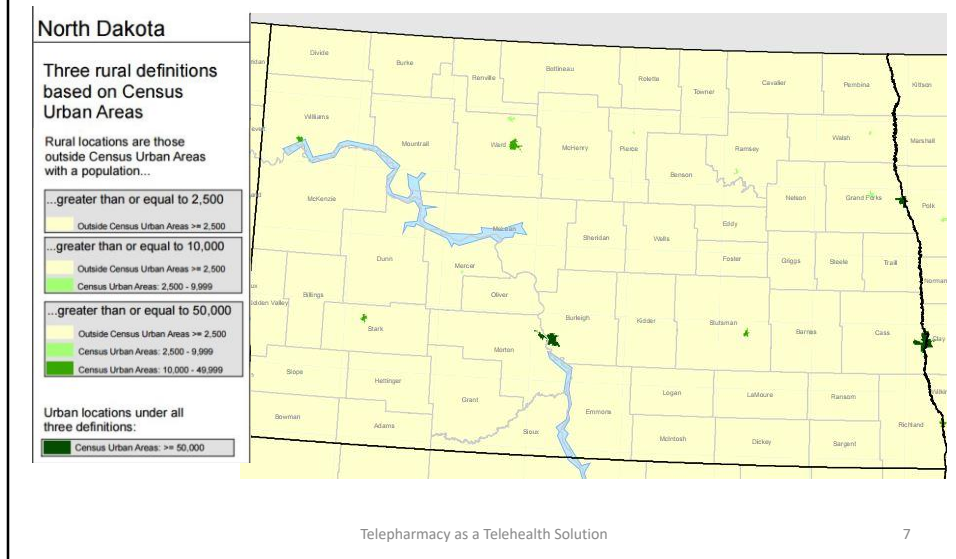 North Dakota
Three rural definitions
based on Census
Urban Areas
Rural locations are those
outside Census Urban Areas
with a population...
...greater than or equal to 2,500
Outside Census Urban Areas >= 2,500
...greater than or equal to 10,000
Outside Census Urban Areas >= 2,500
Census Urban Areas: 2,500 - 9,999
...greater than or equal to 50,000
Outside Census Urban Areas >= 2,500
Census Urban Areas: 2,500 - 9,999
Census Urban Areas: 10,000 - 49,999
Urban locations under all
three definitions:
Census Urban Areas: >= 50,000
Divide
Burke
Renville
Bottineau
Rolette
Towner
Cavalier
Pembina
Kittson
Williams
Mountrail
Ward
McHenry
Pierce
Ramsey
Walsh
Marshall
Benson
McKenzie
Nelson
Grand Forks
Polk
McLean
Sheridan
Wells
Eddy
Dunn
Mercer
Foster
Griggs
Steele
Traill
Norman
Billings
Oliver
Golden Valley
Stark
Burleigh
Kidder
Stutsman
Barnes
Cass
Clay
Morton
Slope
Hettinger
Grant
Logan
LaMoure
Ransom
Bowman
Adams
Sioux
Emmons
McIntosh
Dickey
Sargent
Richland
Telepharmacy as a Telehealth Solution
7